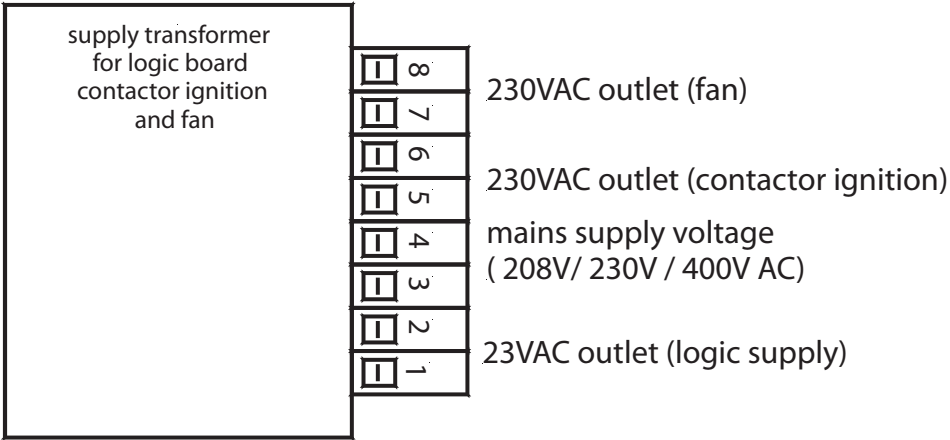 supply transformer
for logic board
contactor ignition
and fan
8
230VAC outlet (fan)
7
6
230VAC outlet (contactor ignition)
5
4
mains supply voltage
( 208V/ 230V / 400V AC)
3
2
23VAC outlet (logic supply)
1